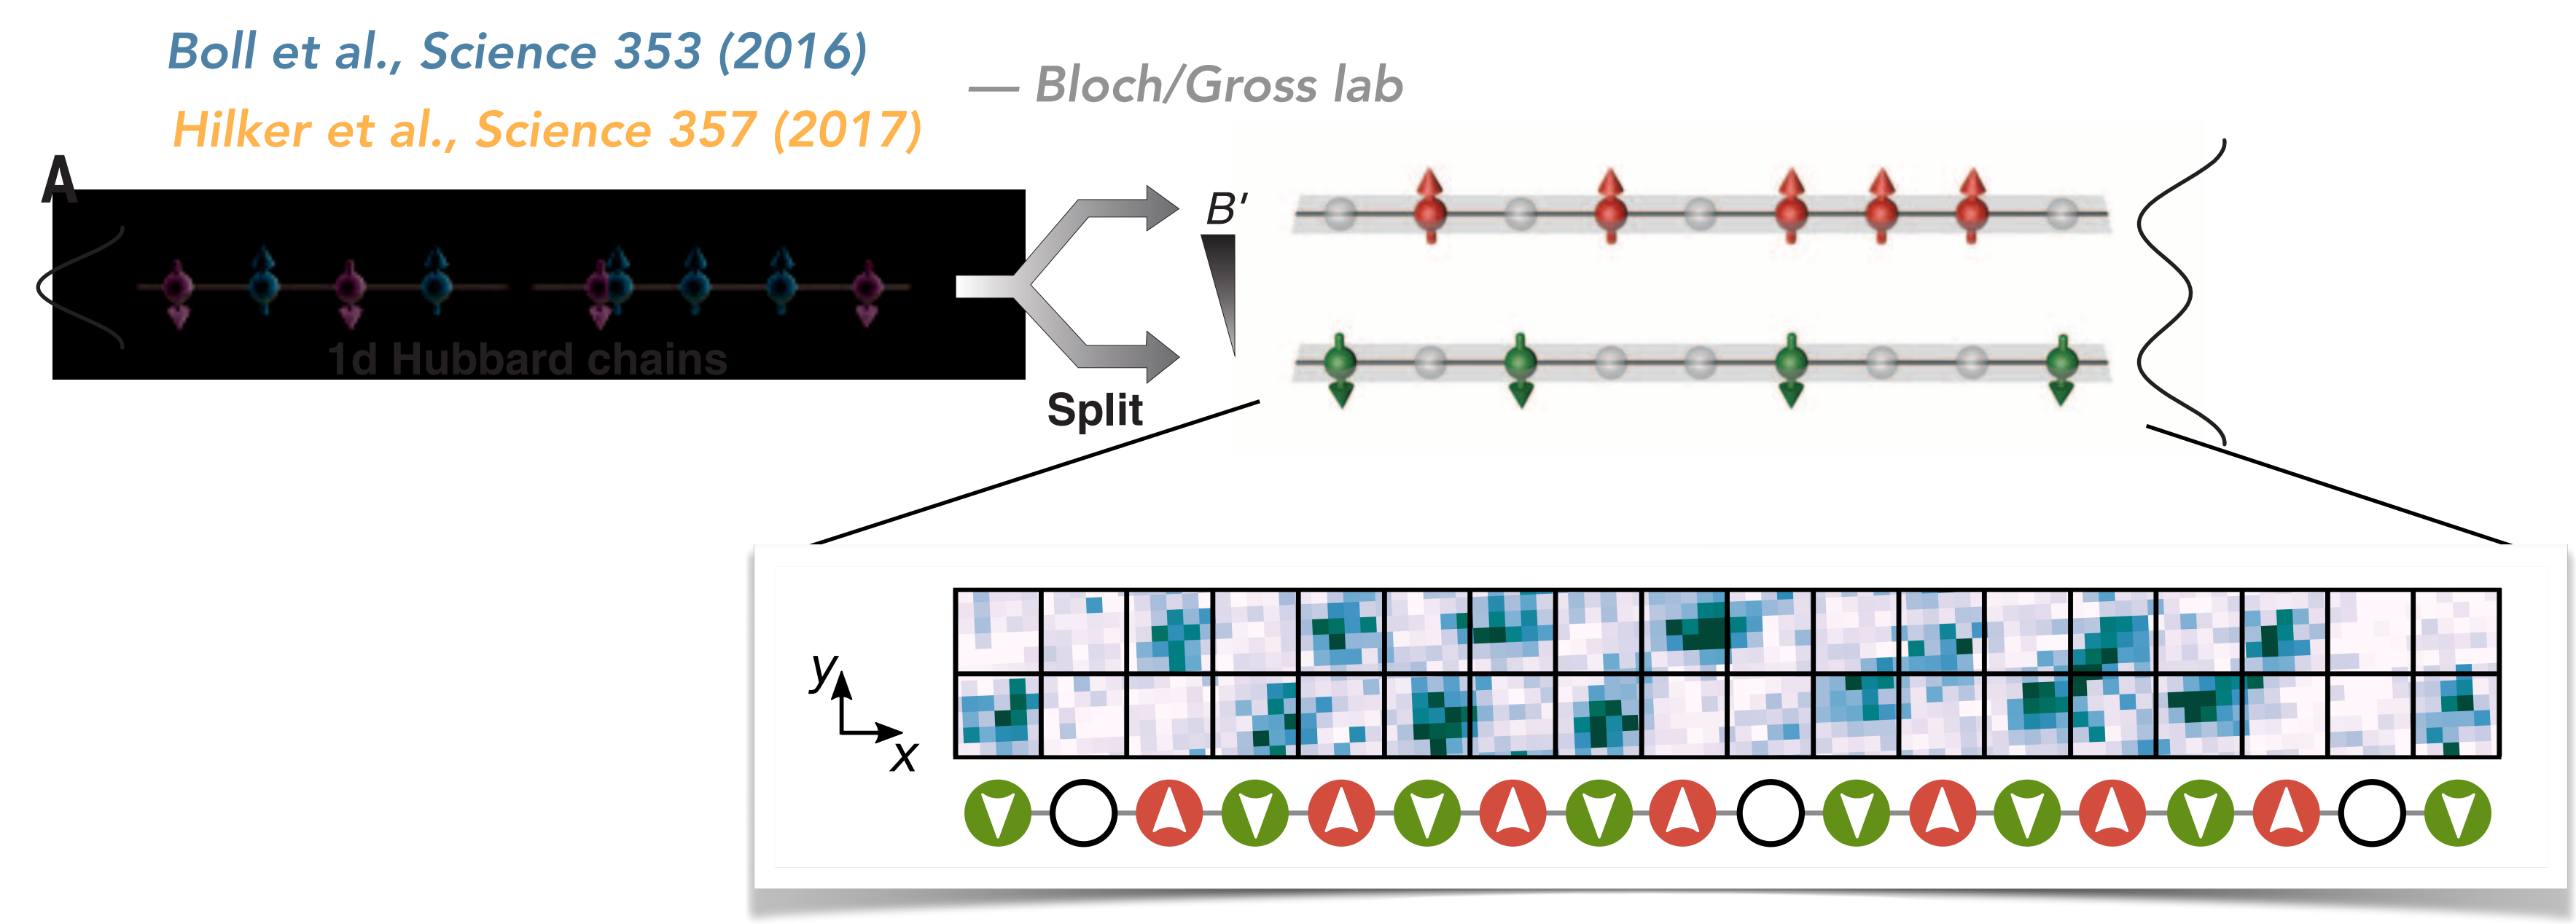 Boll et al., Science 353 (2016)
Hilker et al., Science 357 (2017)
— Bloch/Gross lab
A
1d Hubbard chains
B'
Split
y
x